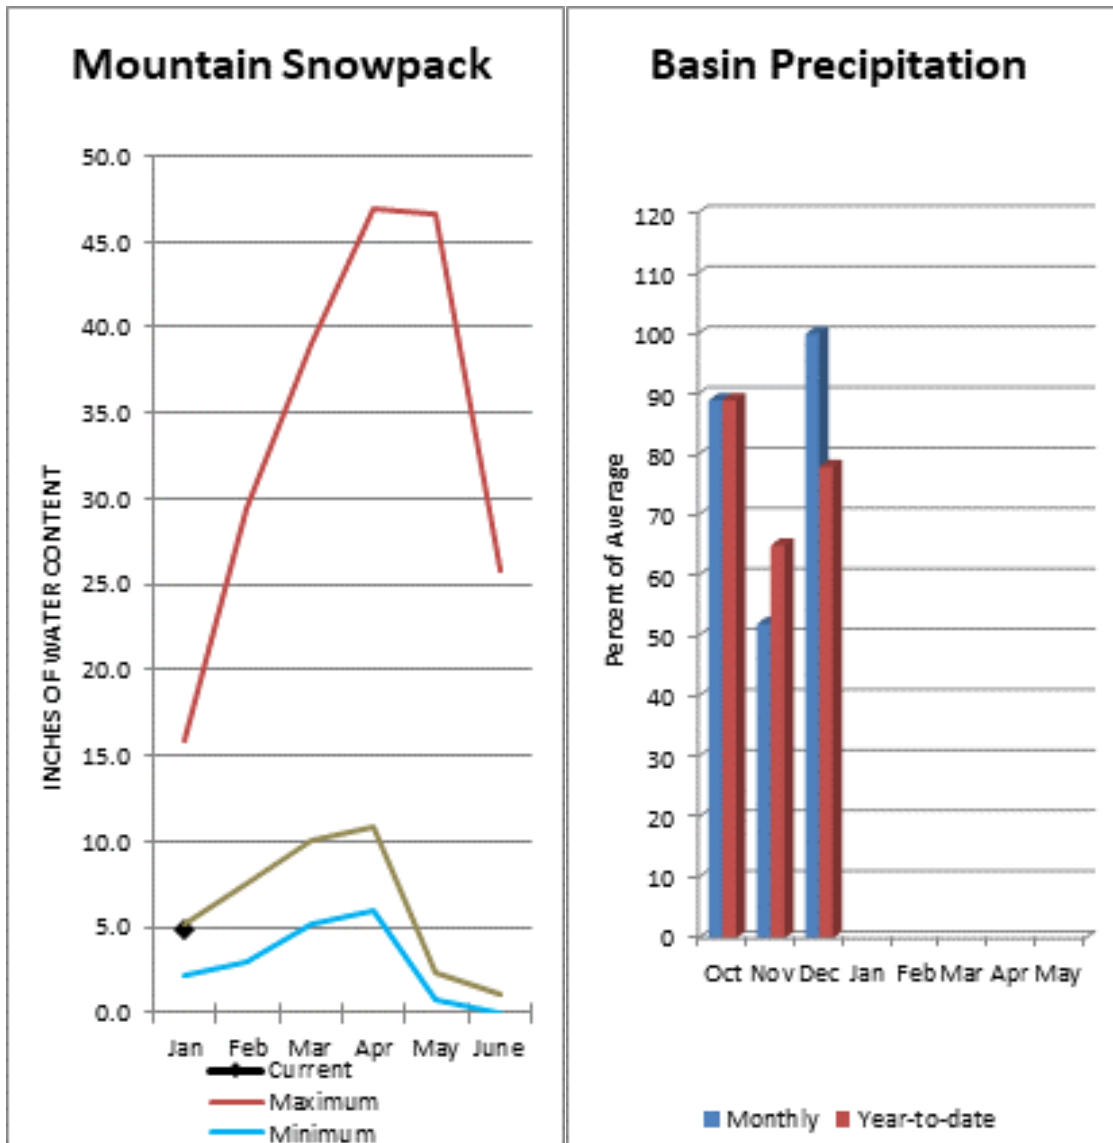 Mountain Snowpack
50.0
45.0
40.0
35.0
30.0
25.0
20.0
15.0
10.0
5.0
0.0
INCHES OF WATER CONTENT
Jan Feb Mar Apr May June
Current
Maximum
Minimum
Basin Precipitation
120
110
100
90
80
70
60
50
40
30
20
10
0
Percent of Average
Oct Nov Dec Jan Feb Mar Apr May
Monthly Year-to-date